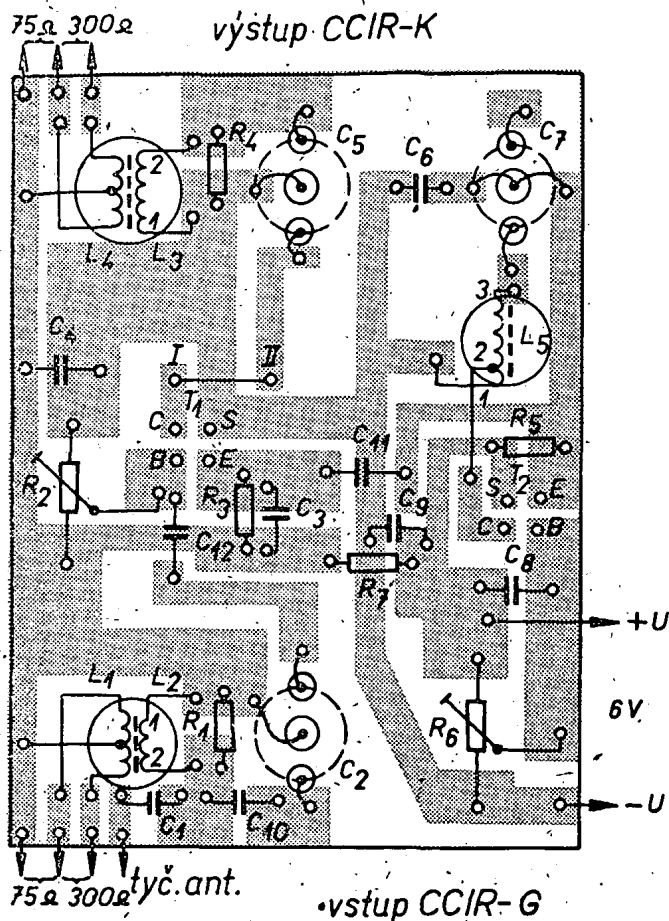 75Ω 300Ω výstup CCIR-K
R4 C5 C6 C7
2
1
L4 L3
3
L5
2
1
C4
I II
T1
C S
B E
R5
C11
S T2 E
C B
R2 R3 C3 C9
C12
R7 C8
+U
L1 L2
1
2
R1 C2 R6
6V
C1 C10
-U
75Ω 300Ω tyč.ant.
vstup CCIR-G